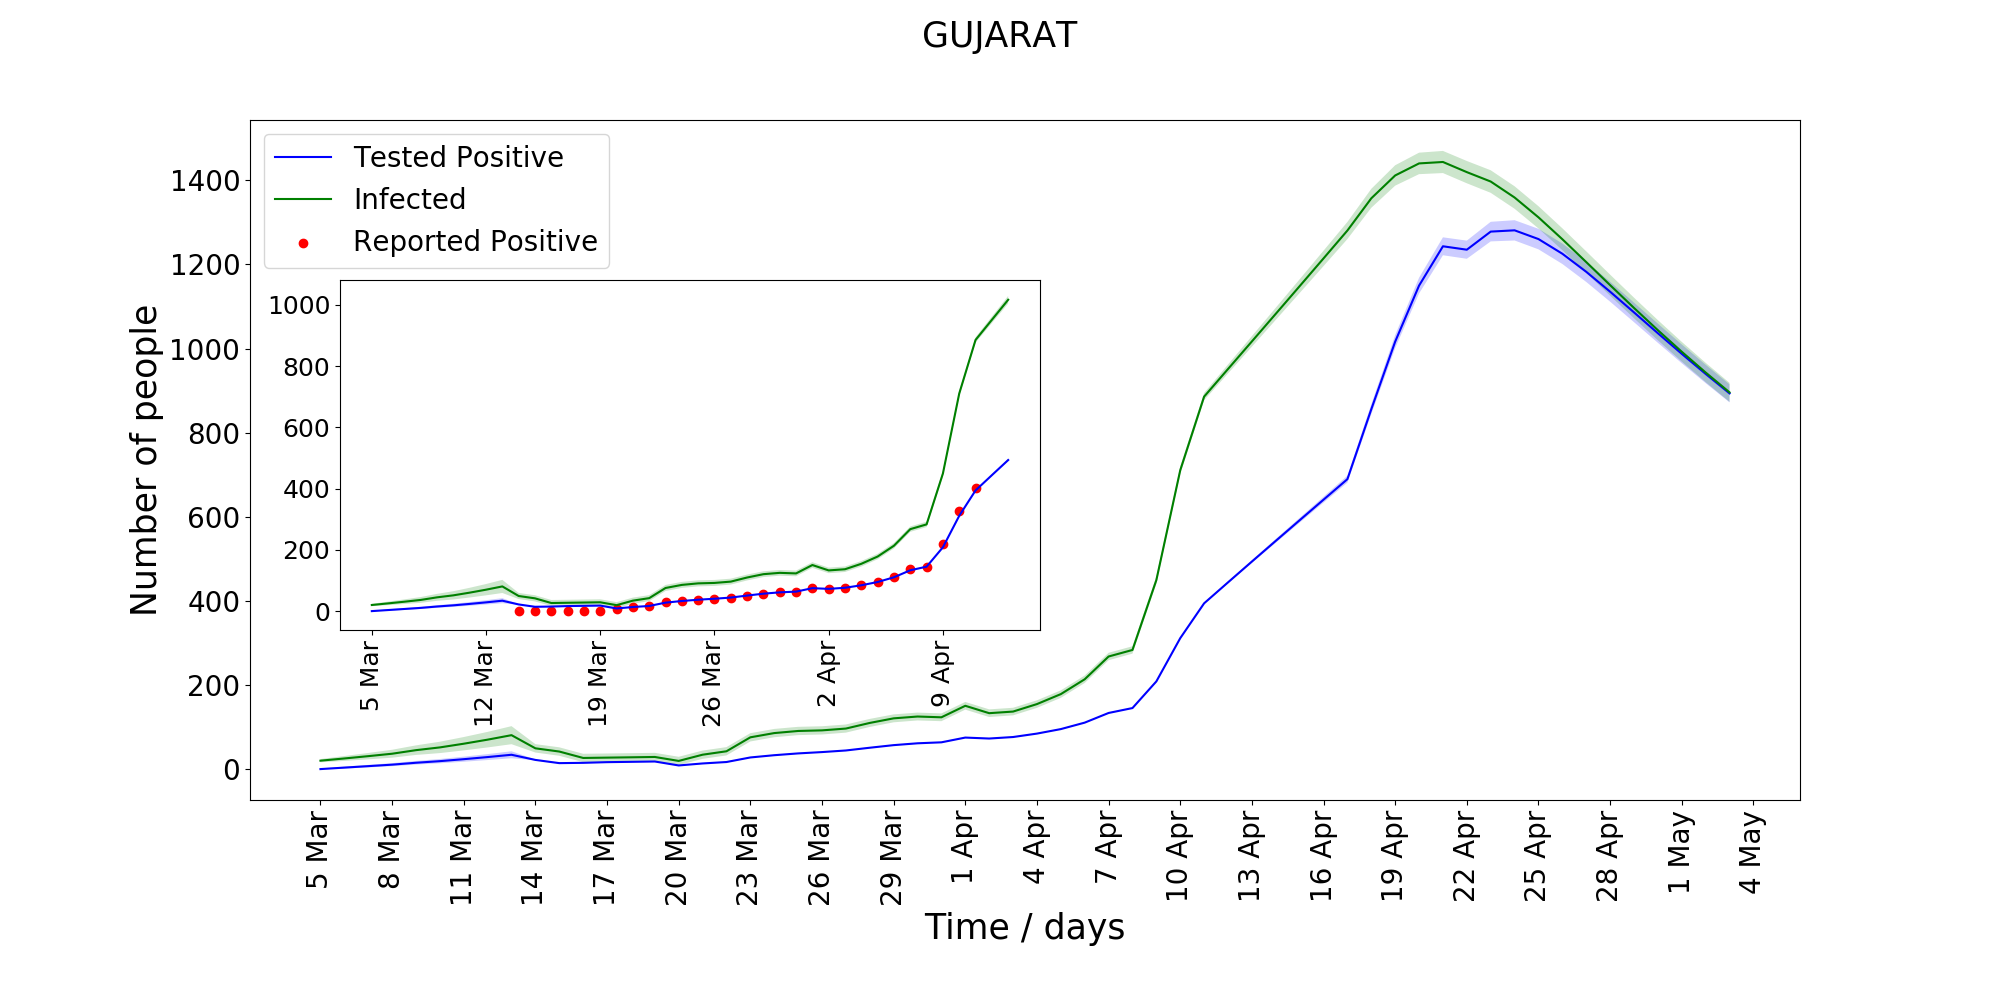 GUJARAT
Tested Positive
Infected
Reported Positive
Number of people
1400
1200
1000
800
600
400
200
0
1000
800
600
400
200
0
5 Mar
12 Mar
19 Mar
26 Mar
2 Apr
9 Apr
5 Mar
8 Mar
11 Mar
14 Mar
17 Mar
20 Mar
23 Mar
26 Mar
29 Mar
1 Apr
4 Apr
7 Apr
10 Apr
13 Apr
16 Apr
19 Apr
22 Apr
25 Apr
28 Apr
1 May
4 May
Time / days